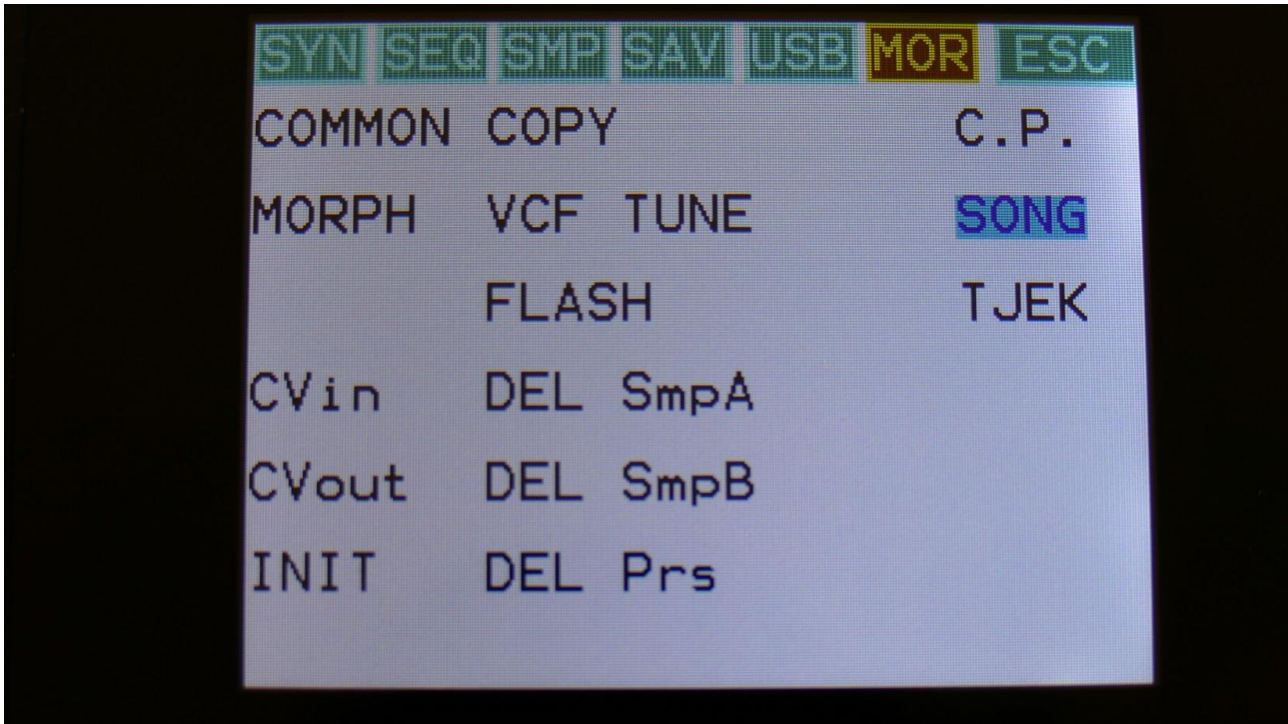 SYN SEQ SMP SAV USB MOR ESC
COMMON COPY C.P.
MORPH VCF TUNE SONG
FLASH TJEK
CVin DEL SmpA
CVout DEL SmpB
INIT DEL Prs